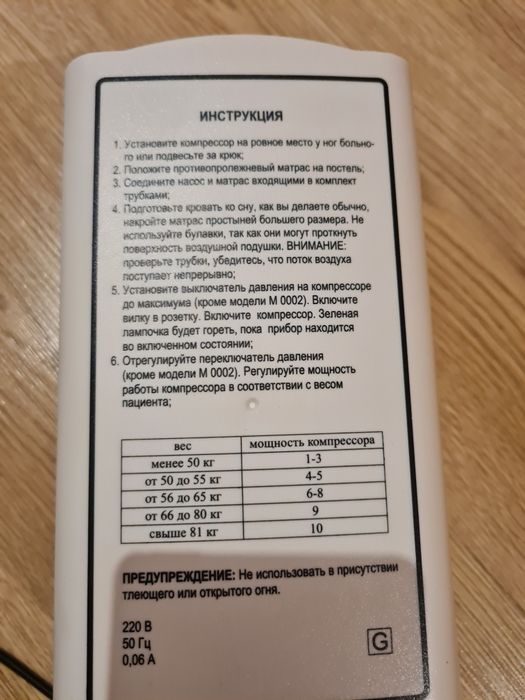 ИНСТРУКЦИЯ
1. Установите компрессор на ровное место у ног больно-
го или подвесьте за крюк;
2. Положите противопролежневый матрас на постель;
3. Соедините насос и матрас входящими в комплект
трубками;
4. Подготовьте кровать ко сну, как вы делаете обычно,
накройте матрас простыней большего размера. Не
используйте булавки, так как они могут проткнуть
поверхность воздушной подушки. ВНИМАНИЕ:
проверьте трубки, убедитесь, что поток воздуха
поступает непрерывно;
5. Установите выключатель давления на компрессоре
до максимума (кроме модели М 0002). Включите
вилку в розетку. Включите компрессор. Зеленая
лампочка будет гореть, пока прибор находится
во включенном состоянии;
6. Отрегулируйте переключатель давления
(кроме модели М 0002). Регулируйте мощность
работы компрессора в соответствии с весом
пациента;
вес мощность компрессора
менее 50 кг 1-3
от 50 до 55 кг 4-5
от 56 до 65 кг 6-8
от 66 до 80 кг 9
свыше 81 кг 10
ПРЕДУПРЕЖДЕНИЕ: Не использовать в присутствии
тлеющего или открытого огня.
220 В
50 Гц
0,06 А
G